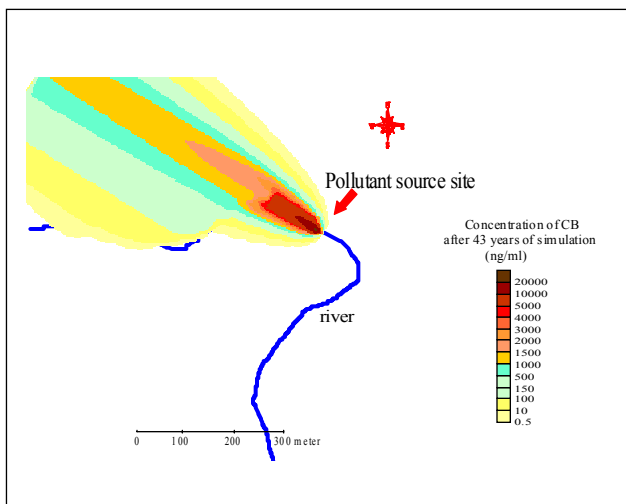 Pollutant source site
Concentration of CB
after 43 years of simulation
(ng/ml)
river
20000
10000
5000
4000
3000
2000
1500
1000
500
150
100
10
0.5
0 100 200 300 meter